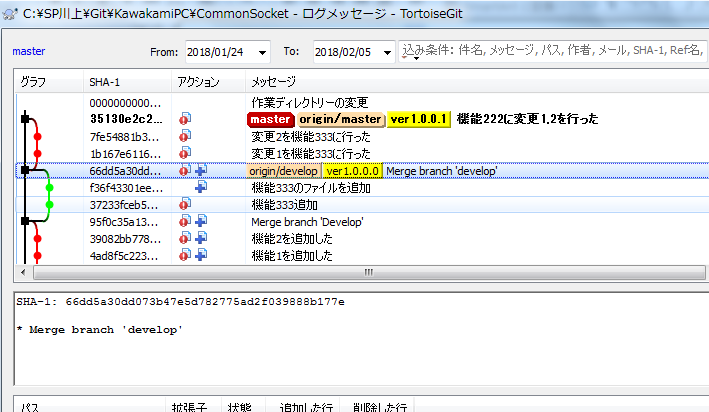 C:¥SP川上¥Git¥KawakamiPC¥CommonSocket - ログメッセージ - TortoiseGit
master From: 2018/01/24 To: 2018/02/05 込み条件: 件名, メッセージ, パス, 作者, メール, SHA-1, Ref名,
グラフ SHA-1 アクション メッセージ
0000000000... 作業ディレクトリーの変更
35130e2c2... master origin/master ver1.0.0.1 機能222に変更1,2を行った
7fe54881b3... 変更2を機能333に行った
1b167e6116... 変更1を機能333に行った
66dd5a30dd... origin/develop ver1.0.0.0 Merge branch 'develop'
f36f43301ee... 機能333のファイルを追加
37233fceb5... 機能333追加
95f0c35a13... Merge branch 'Develop'
39082bb778... 機能2を追加した
4ad8f5c223... 機能1を追加した
SHA-1: 66dd5a30dd073b47e5d782775ad2f039888b177e
* Merge branch 'develop'
パス 拡張子 状態 追加した行 削除した行